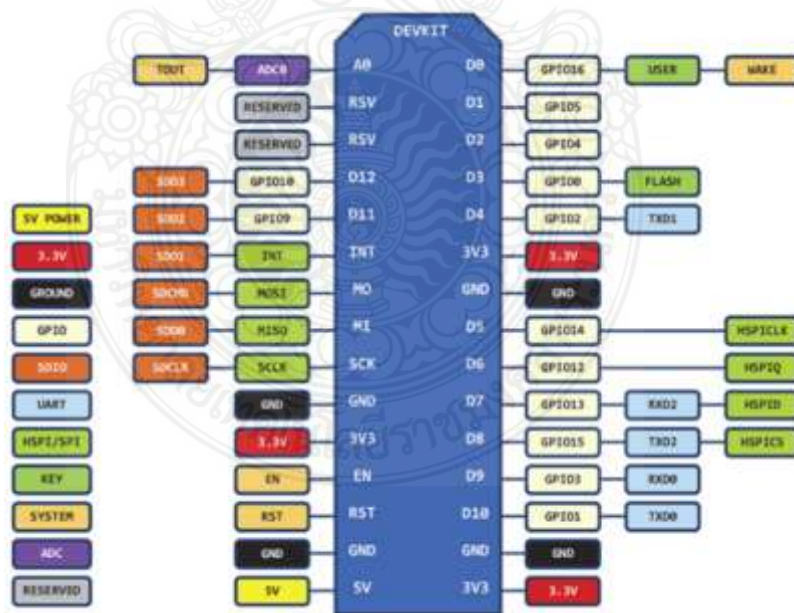 DEVKIT
TOUT ADC0 A0 D0 GPIO16 USER WAKE
RESERVED RSV D1 GPIO5
RESERVED RSV D2 GPIO4
SDD3 GPIO10 D12 D3 GPIO0 FLASH
SDD2 GPIO9 D11 D4 GPIO2 TXD1
5V POWER
SDD1 INT INT 3V3 3.3V
3.3V
SDCMD MOSI MO GND GND
GROUND
SDD0 MISO MI D5 GPIO14 HSPICLK
GPIO
SDCLK SCLK SCK D6 GPIO12 HSPIQ
SDIO
GND GND D7 GPIO13 RXD2 HSPID
UART
3.3V 3V3 D8 GPIO15 TXD2 HSPICS
HSPI/SPI
EN EN D9 GPIO3 RXD0
KEY
RST RST D10 GPIO1 TXD0
SYSTEM
GND GND GND GND
ADC
5V 5V 3V3 3.3V
RESERVED